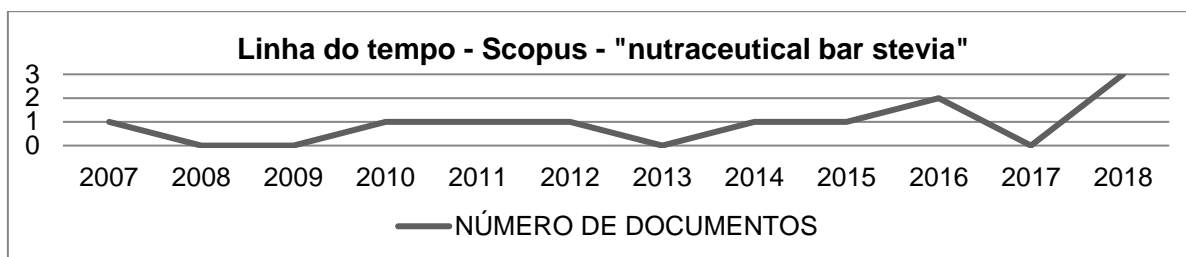 Linha do tempo - Scopus - "nutraceutical bar stevia"
3
2
1
0
2007 2008 2009 2010 2011 2012 2013 2014 2015 2016 2017 2018
NÚMERO DE DOCUMENTOS